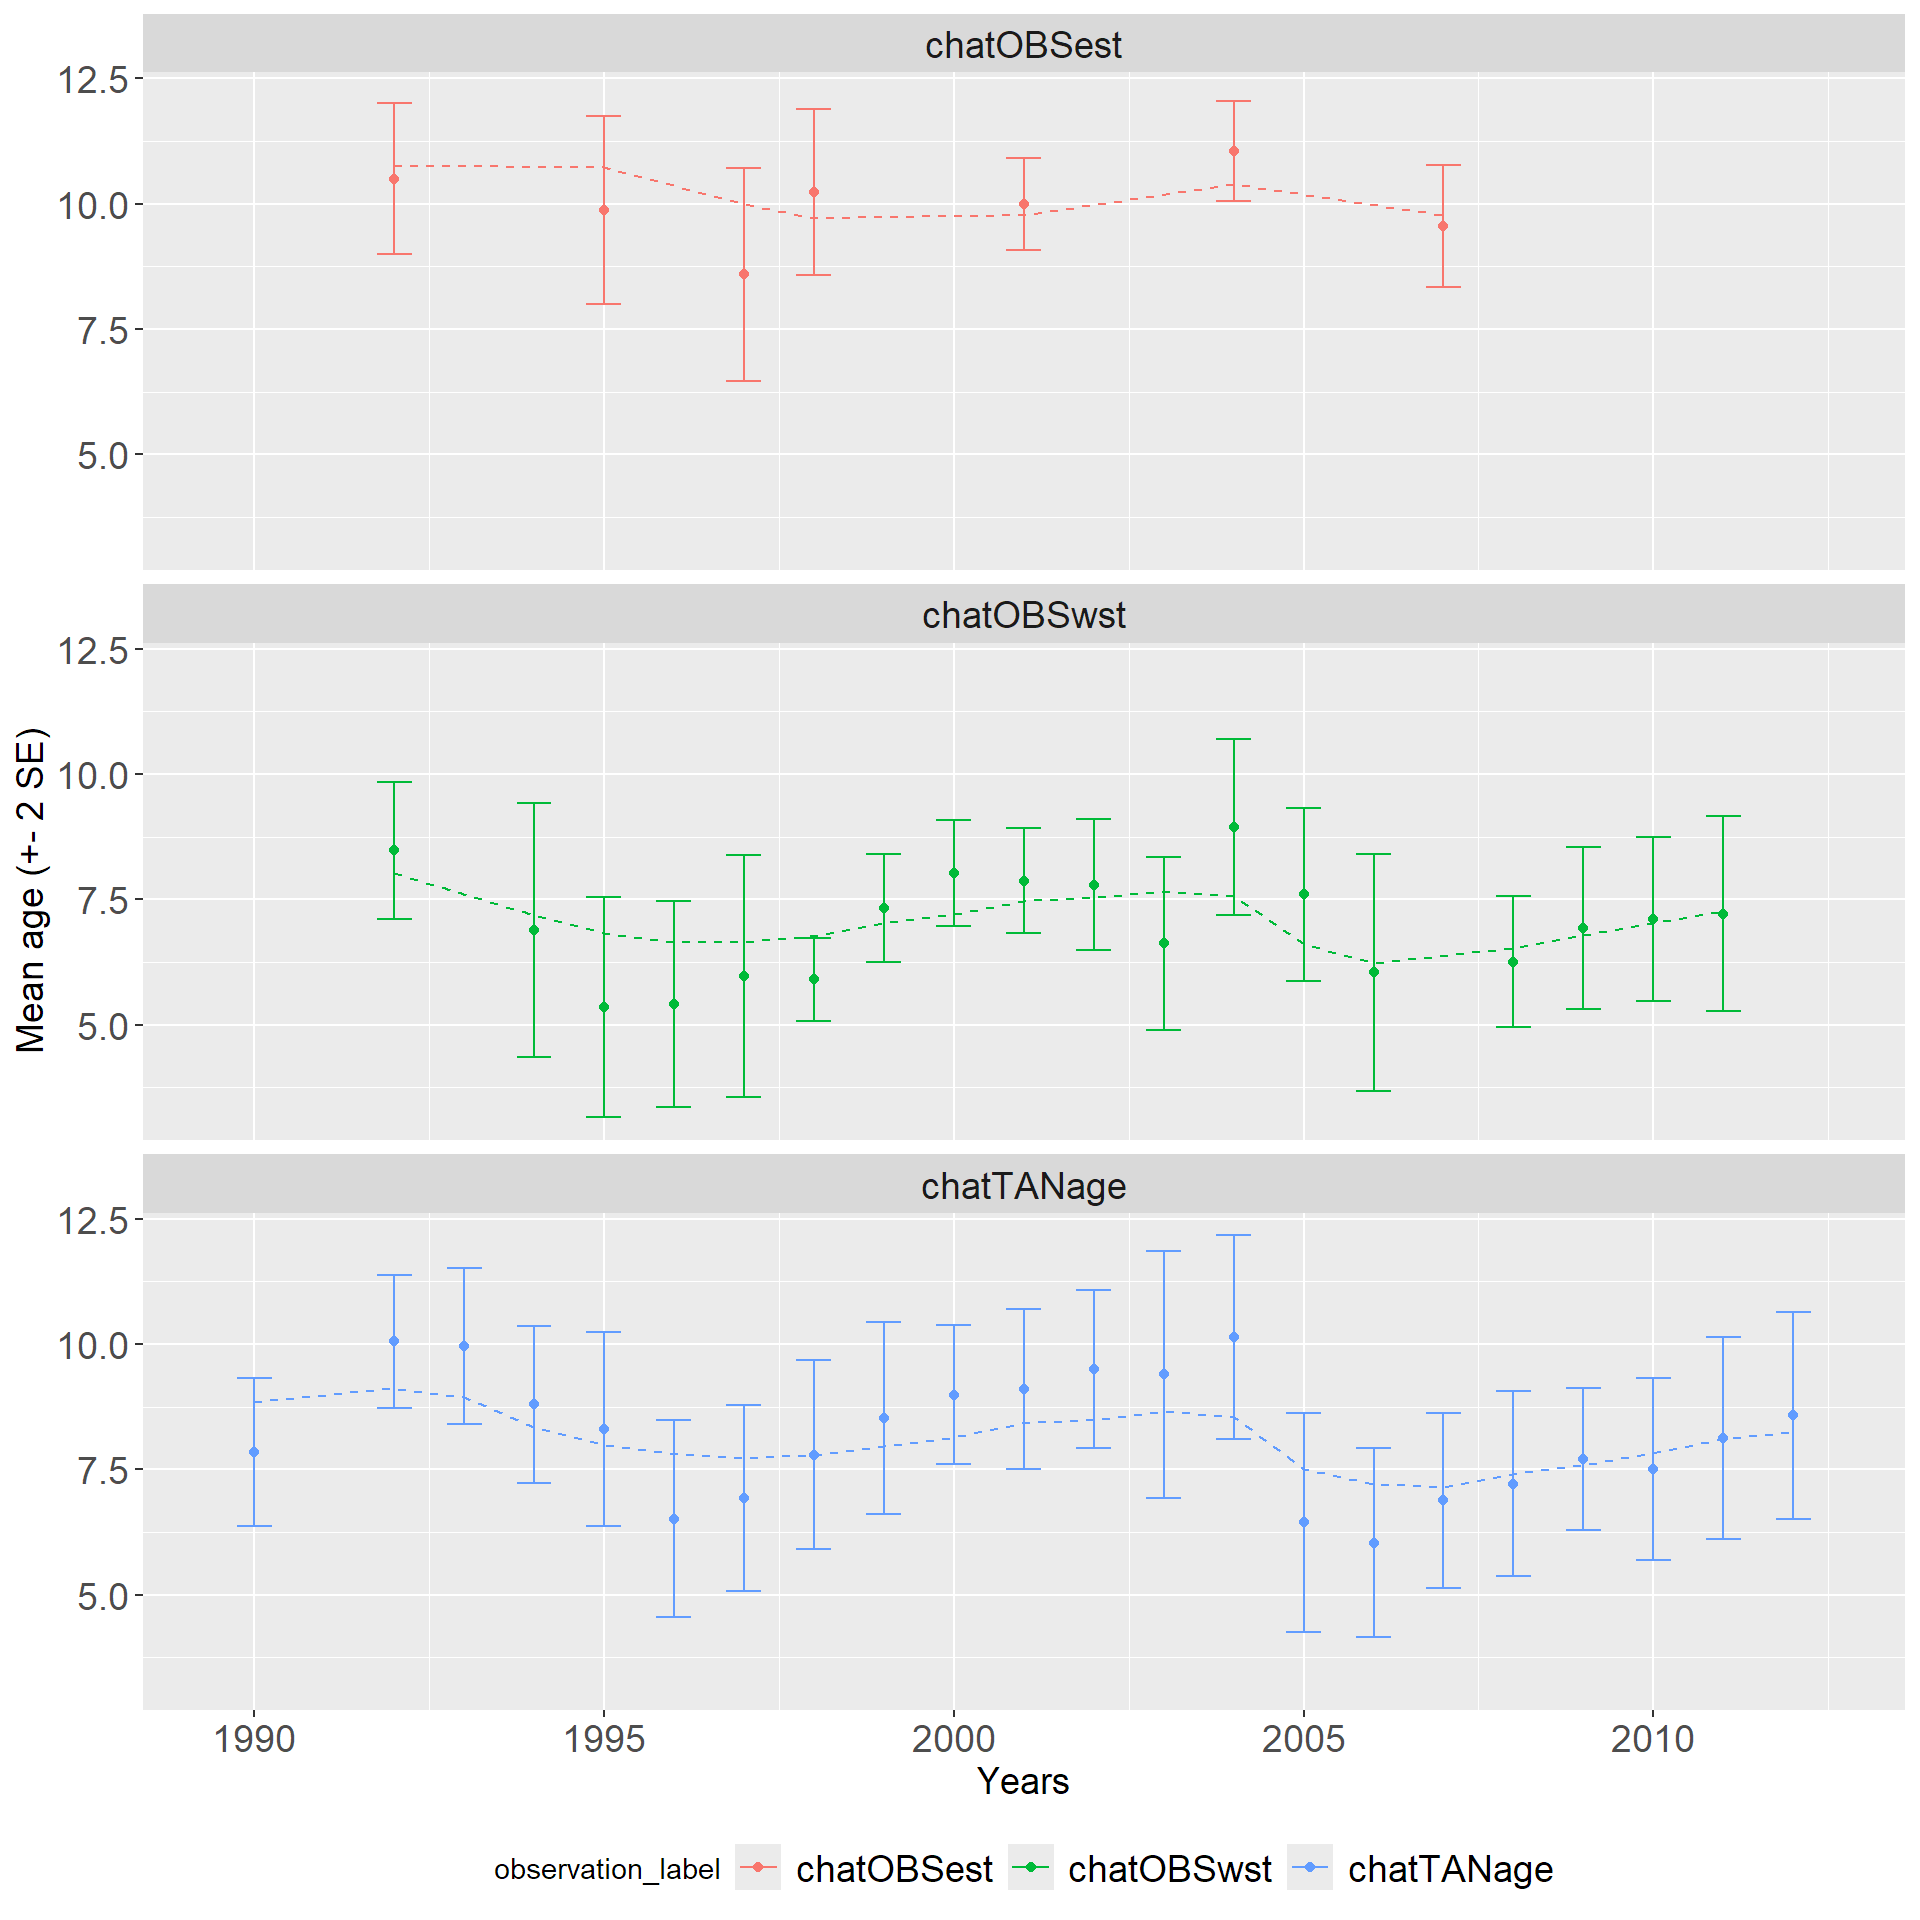 chatOBSest
12.5
10.0
7.5
5.0
chatOBSwst
12.5
10.0
7.5
5.0
Mean age (+- 2 SE)
chatTANage
12.5
10.0
7.5
5.0
1990 1995 2000 2005 2010
Years
observation_label chatOBSest chatOBSwst chatTANage